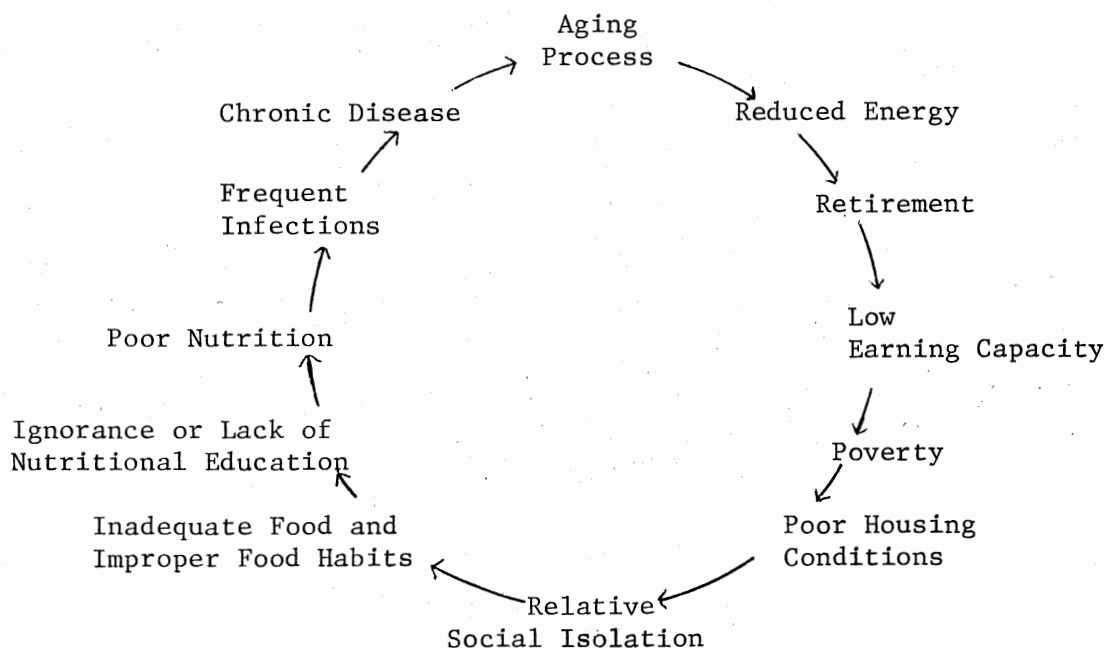 Aging
Process
Reduced Energy
Retirement
Low
Earning Capacity
Poverty
Poor Housing
Conditions
Relative
Social Isolation
Inadequate Food and
Improper Food Habits
Ignorance or Lack of
Nutritional Education
Poor Nutrition
Frequent
Infections
Chronic Disease